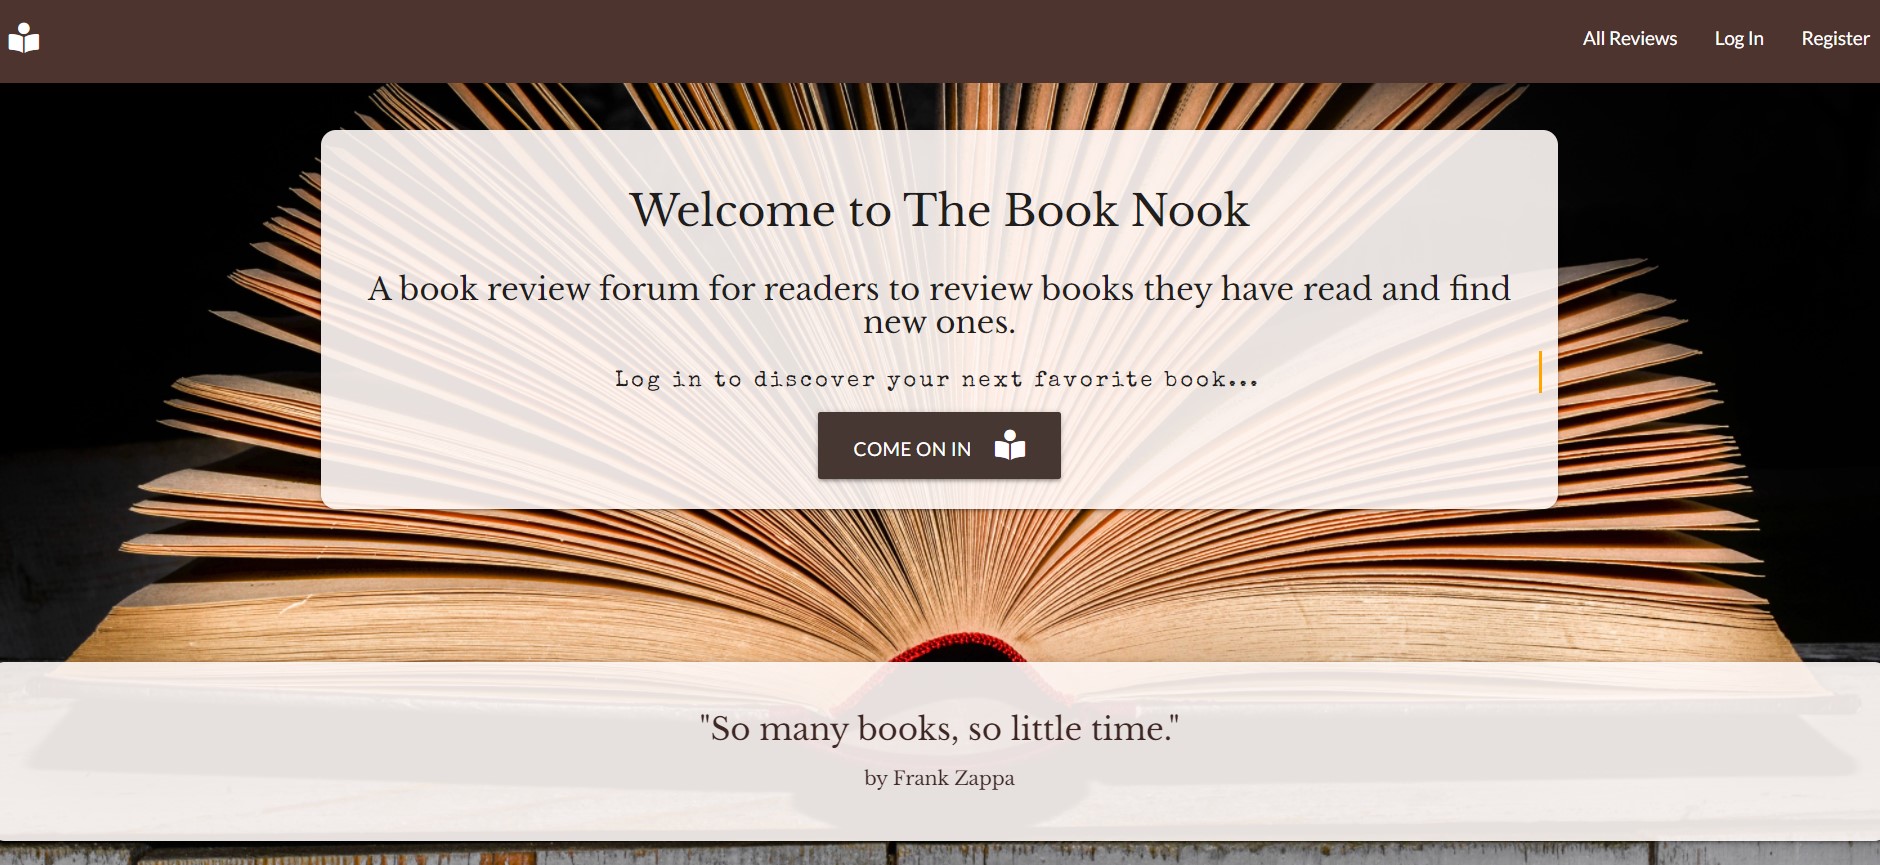 All Reviews Log In Register
Welcome to The Book Nook
A book review forum for readers to review books they have read and find
new ones.
Log in to discover your next favorite book...
COME ON IN
"So many books, so little time."
by Frank Zappa